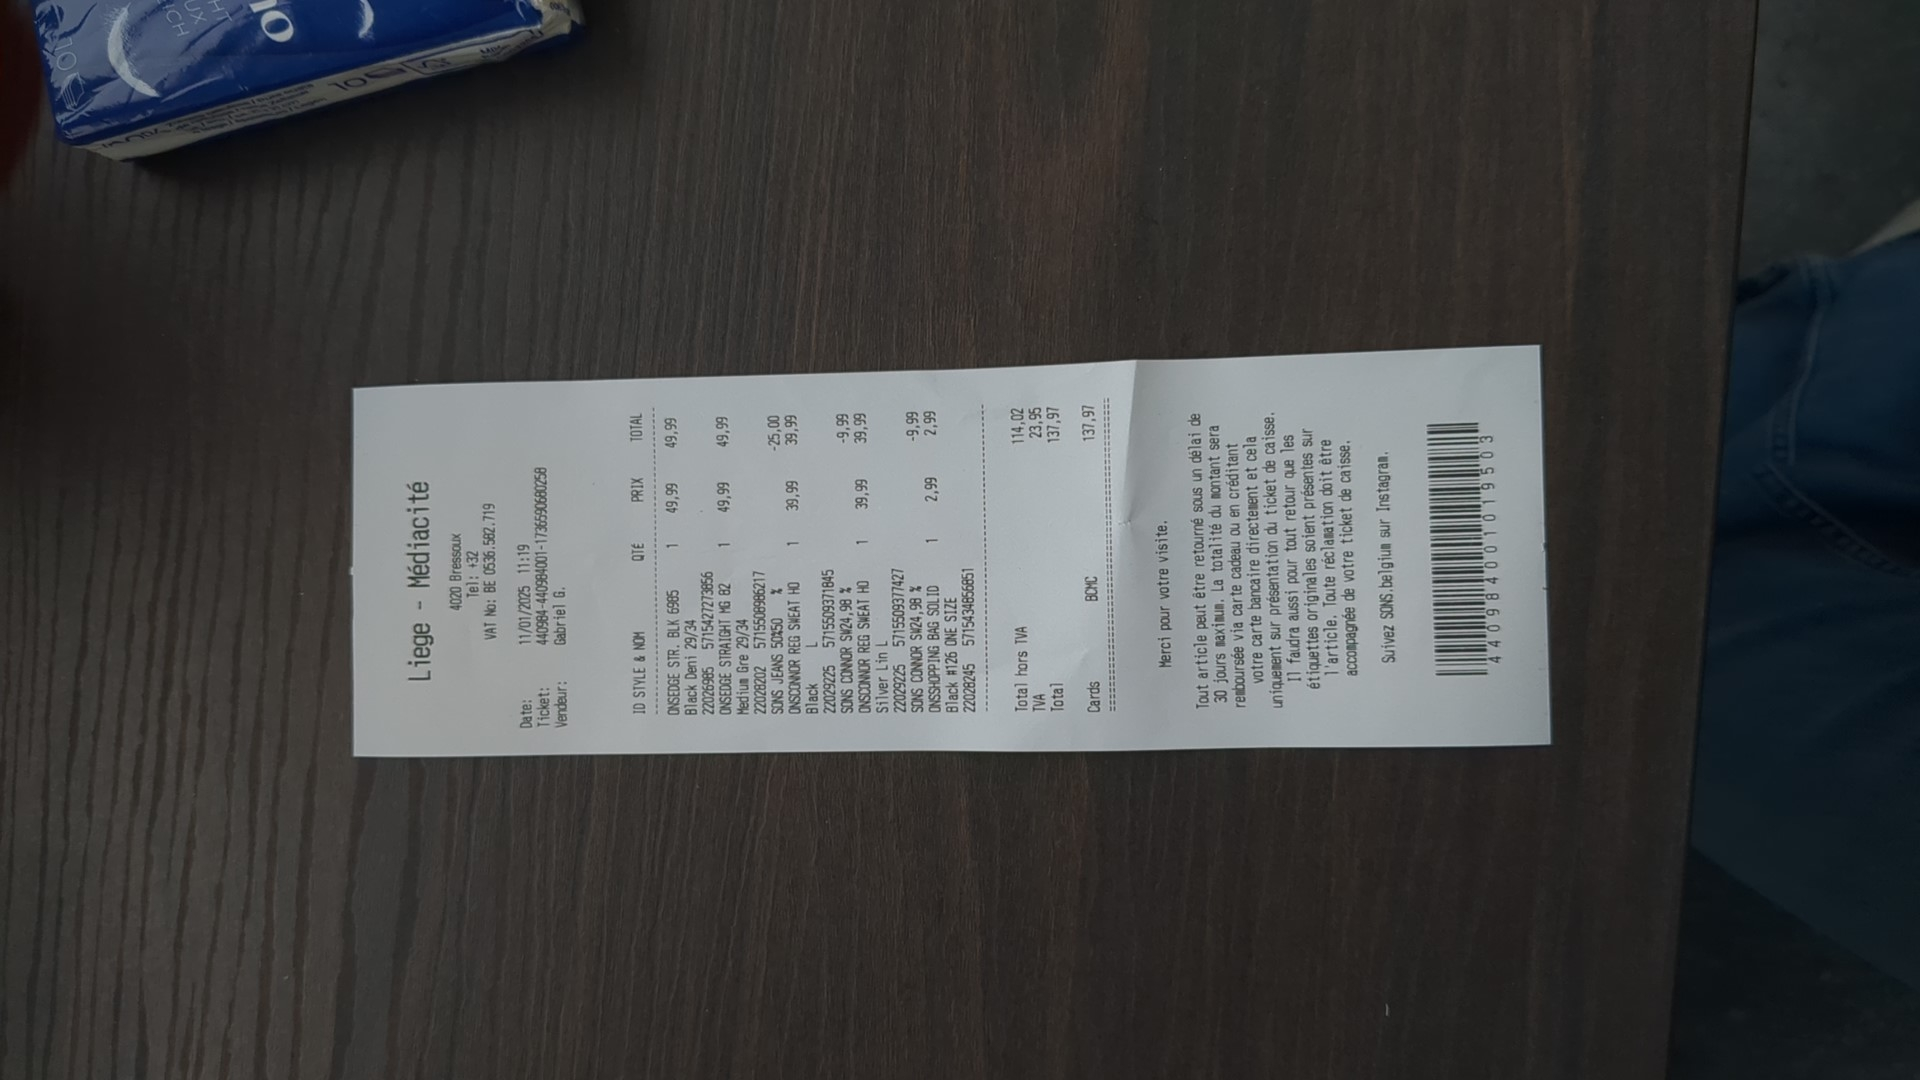 Liege - Médiacité
4020 Bressoux
Tel: +32
VAT No: BE 0536.582.719
Date: 11/01/2025 11:19
Ticket: 440984-440984001-1736590680258
Vendeur: Gabriel G.
ID STYLE & NOM QTE PRIX TOTAL
ONSEDGE STR. BLK 6985 1 49,99 49,99
Black Deni 29/34
22026985 5715427273856
ONSEDGE STRAIGHT MG B2 1 49,99 49,99
Medium Gre 29/34
22028202 5715508986217
SONS JEANS 50%50 % -25,00
ONSCONNOR REG SWEAT HO 1 39,99 39,99
Black L
22029225 5715509371845
SONS CONNOR SW24,98 % -9,99
ONSCONNOR REG SWEAT HO 1 39,99 39,99
Silver Lin L
22029225 5715509377427
SONS CONNOR SW24,98 % -9,99
ONSSHOPPING BAG SOLID 1 2,99 2,99
Black #126 ONE SIZE
22028245 5715434856851
Total hors TVA 114,02
TVA 23,95
Total 137,97
Cards BCMC 137,97
Merci pour votre visite.
Tout article peut être retourné sous un délai de
30 jours maximum. La totalité du montant sera
remboursée via carte cadeau ou en créditant
votre carte bancaire directement et cela
uniquement sur présentation du ticket de caisse.
Il faudra aussi pour tout retour que les
étiquettes originales soient présentes sur
l'article. Toute réclamation doit être
accompagnée de votre ticket de caisse.
Suivez SONS.belgium sur Instagram.
4409840010119503